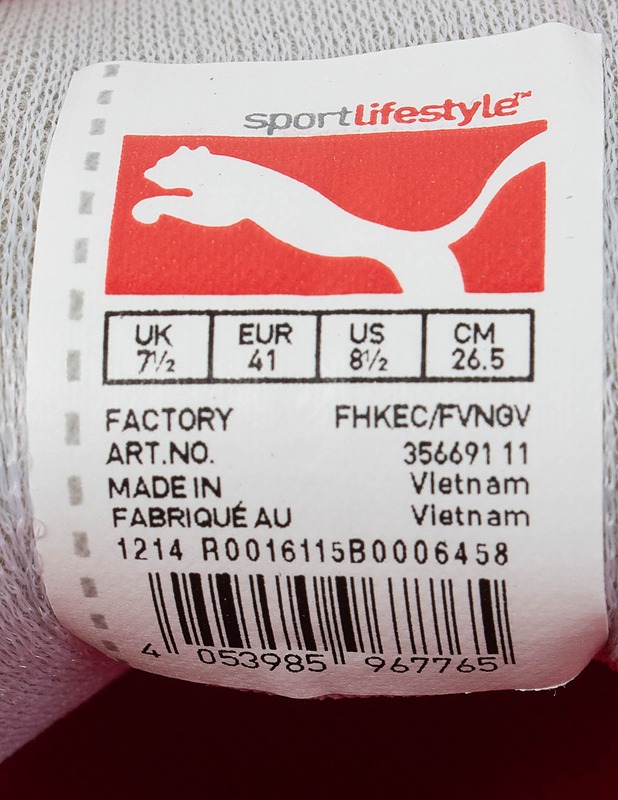 sportlifestyle™
UK EUR US CM
7½ 41 8½ 26.5
FACTORY FHKEC/FVNGV
ART.NO. 356691 11
MADE IN Vietnam
FABRIQUÉ AU Vietnam
1214 R0016115B0006458
4 053985 967765